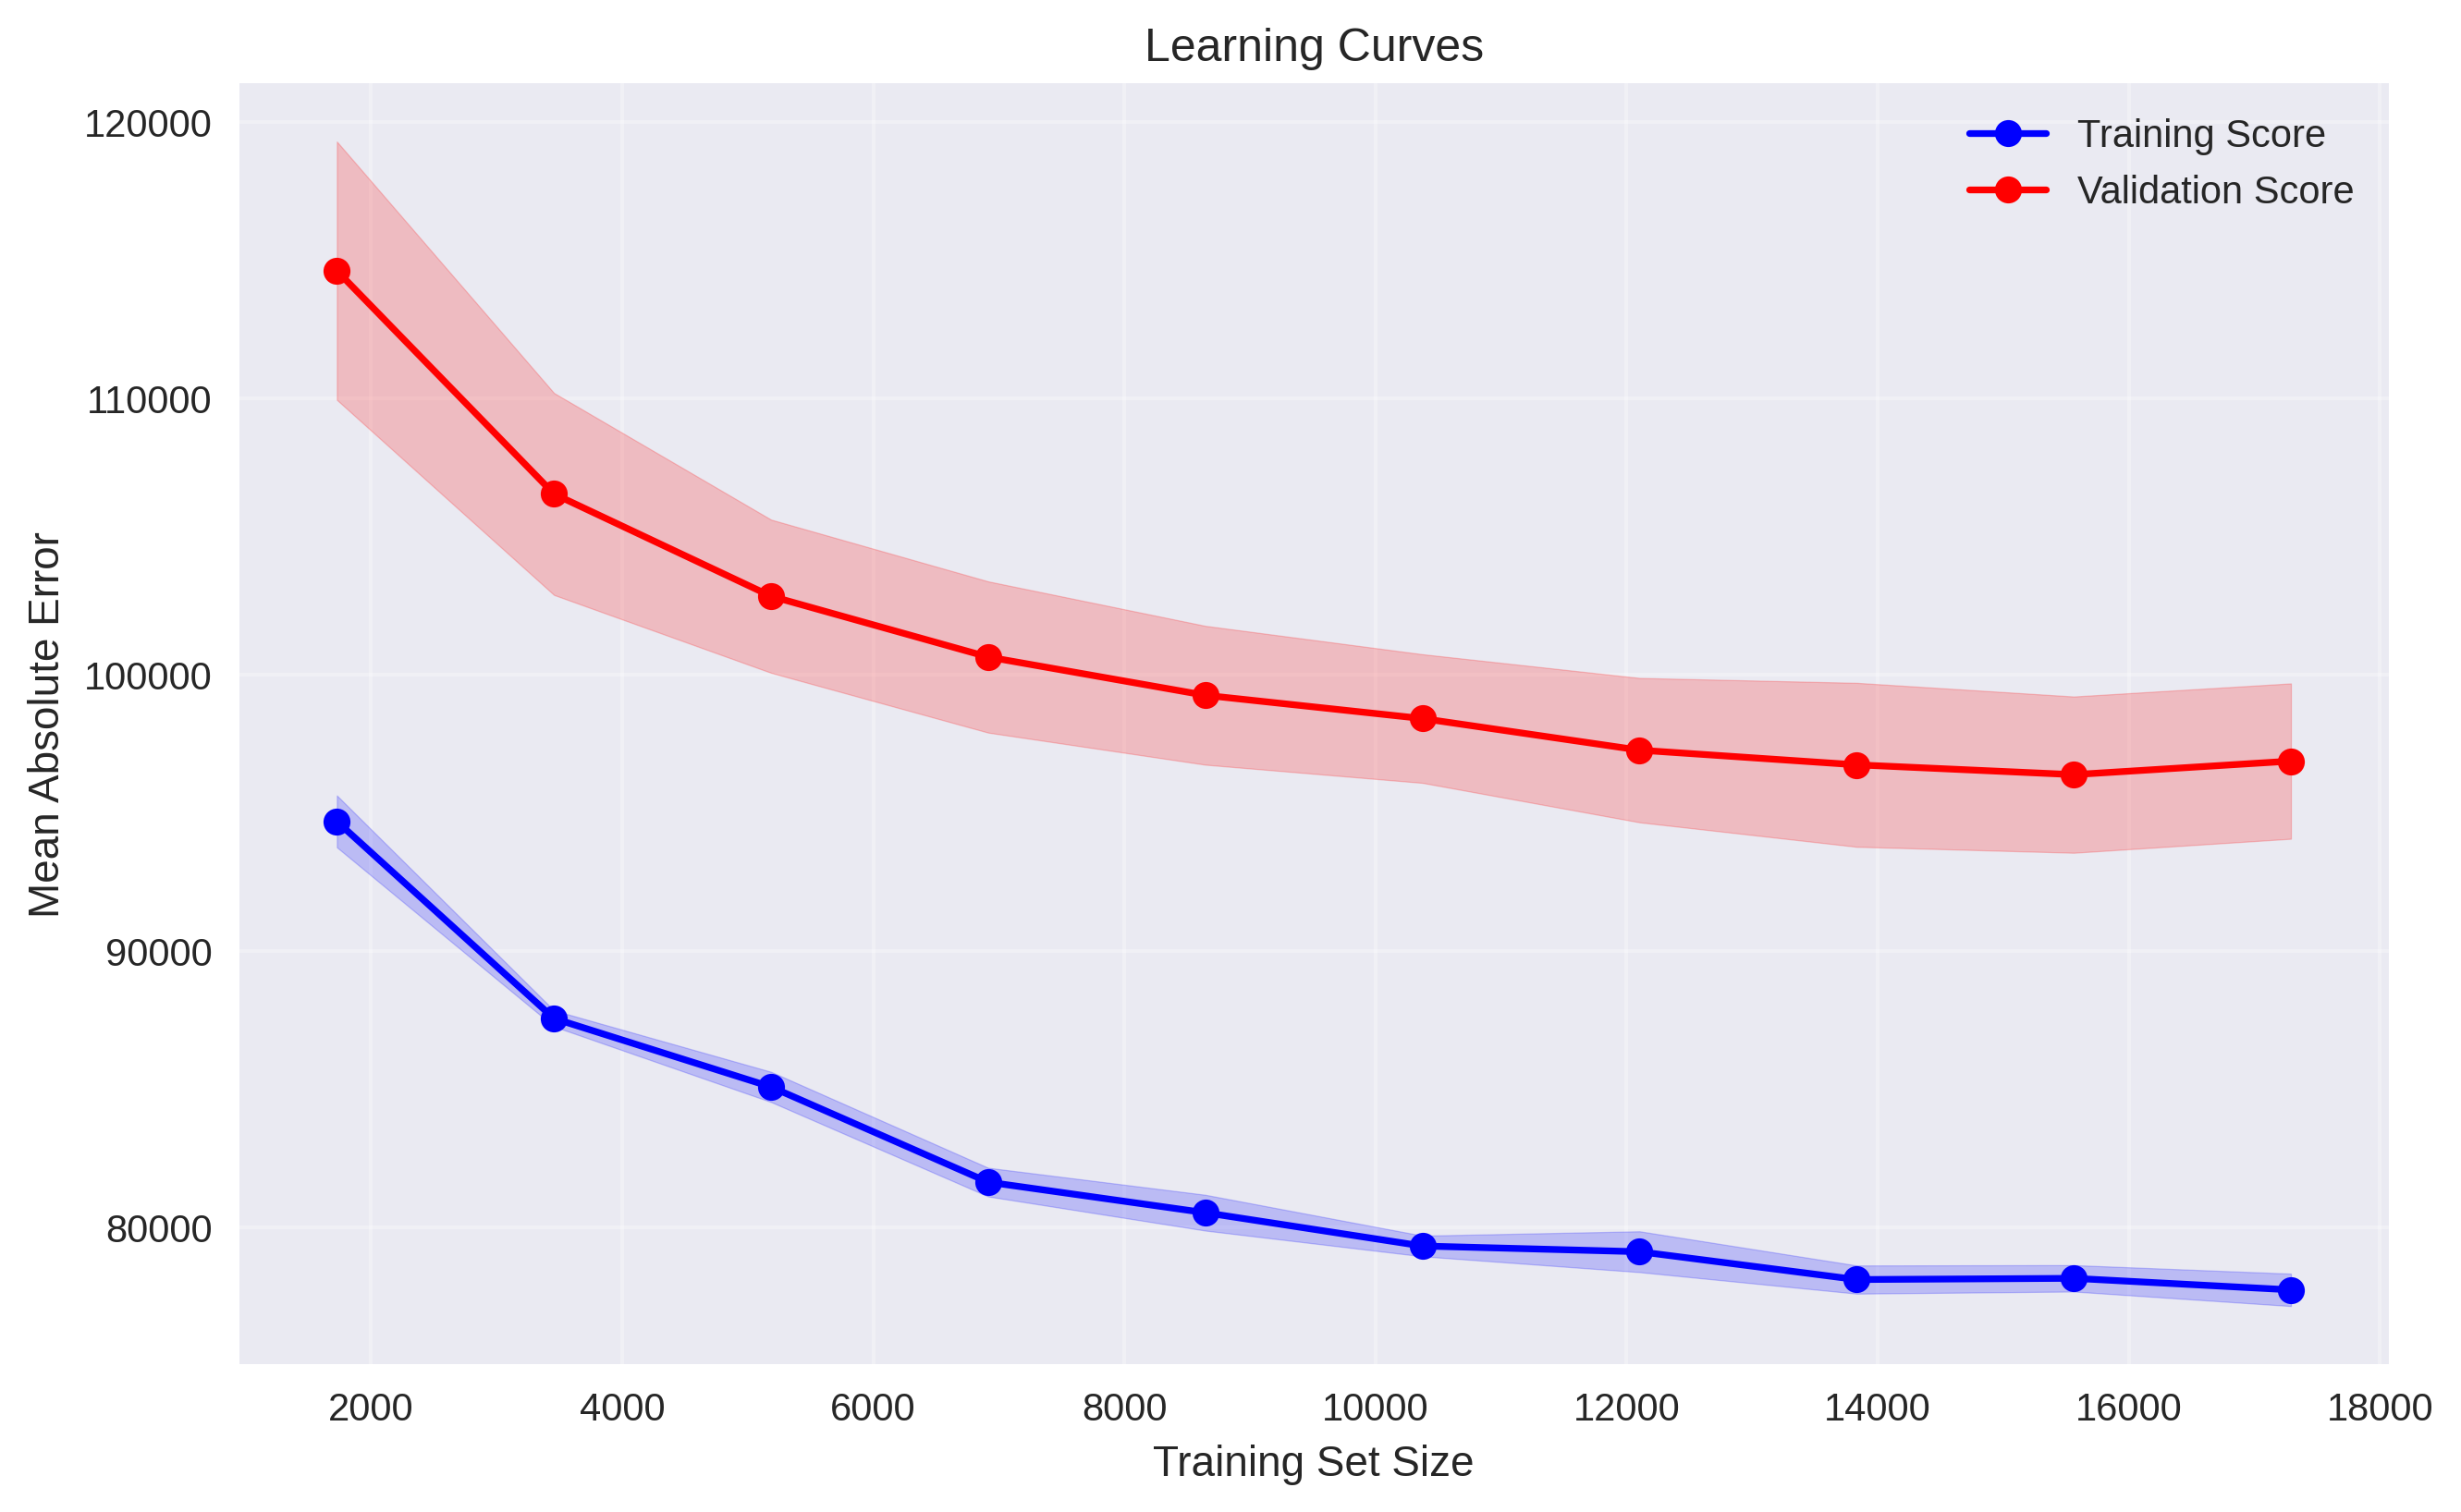 Learning Curves
120000
110000
100000
90000
80000
Mean Absolute Error
Training Score
Validation Score
2000 4000 6000 8000 10000 12000 14000 16000 18000
Training Set Size